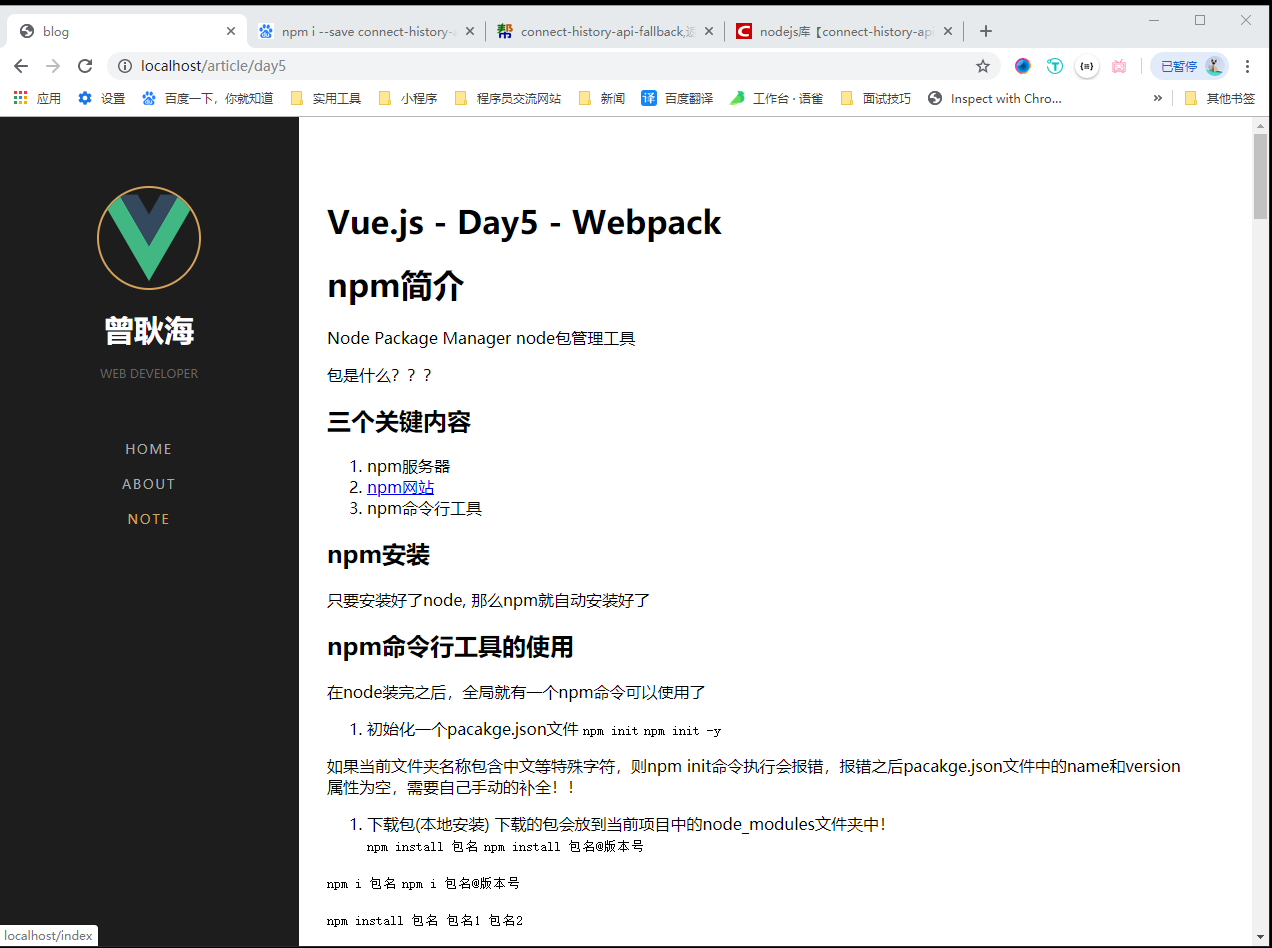 blog
npm i --save connect-history-a
connect-history-api-fallback,返
nodejs库【connect-history-api
localhost/article/day5
已暂停
应用
设置
百度一下，你就知道
实用工具
小程序
程序员交流网站
新闻
译
百度翻译
工作台 · 语雀
面试技巧
Inspect with Chro...
»
其他书签
曾耿海
WEB DEVELOPER
HOME
ABOUT
NOTE
Vue.js - Day5 - Webpack
npm简介
Node Package Manager node包管理工具
包是什么？？？
三个关键内容
1. npm服务器
2. npm网站
3. npm命令行工具
npm安装
只要安装好了node, 那么npm就自动安装好了
npm命令行工具的使用
在node装完之后，全局就有一个npm命令可以使用了
1. 初始化一个pacakge.json文件 npm init npm init -y
如果当前文件夹名称包含中文等特殊字符，则npm init命令执行会报错，报错之后pacakge.json文件中的name和version
属性为空，需要自己手动的补全！！
1. 下载包(本地安装) 下载的包会放到当前项目中的node_modules文件夹中！
npm install 包名 npm install 包名@版本号
npm i 包名 npm i 包名@版本号
npm install 包名 包名1 包名2
localhost/index